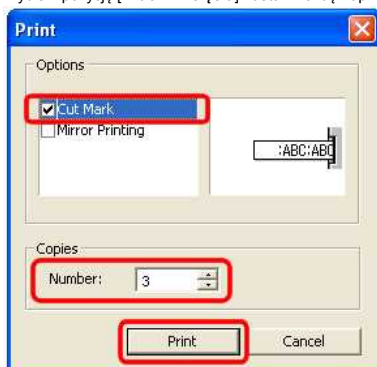 Print
Options
Cut Mark
Mirror Printing
:ABC:ABC
Copies
Number:
3
Print
Cancel